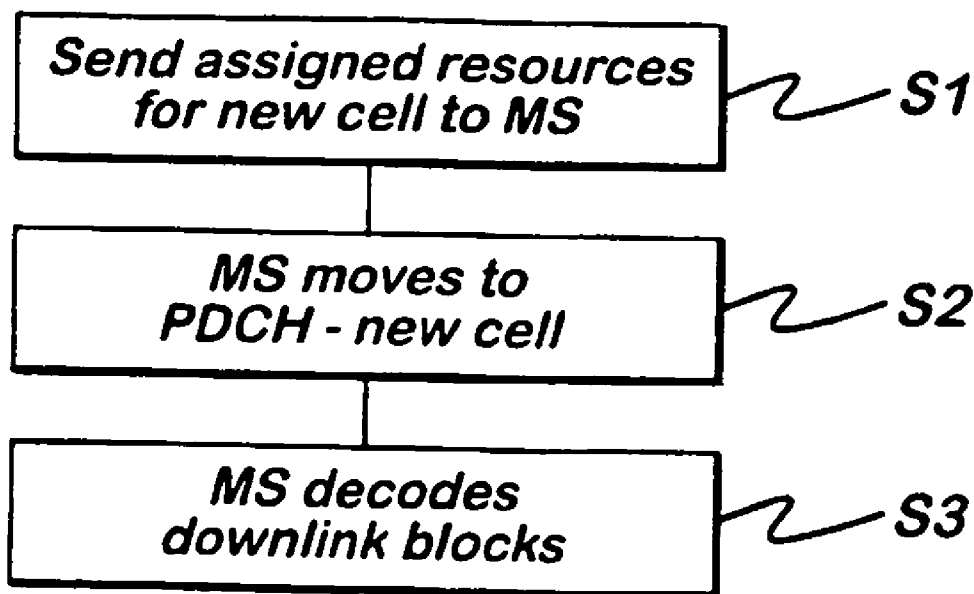 Send assigned resources
for new cell to MS
S1
MS moves to
PDCH - new cell
S2
MS decodes
downlink blocks
S3